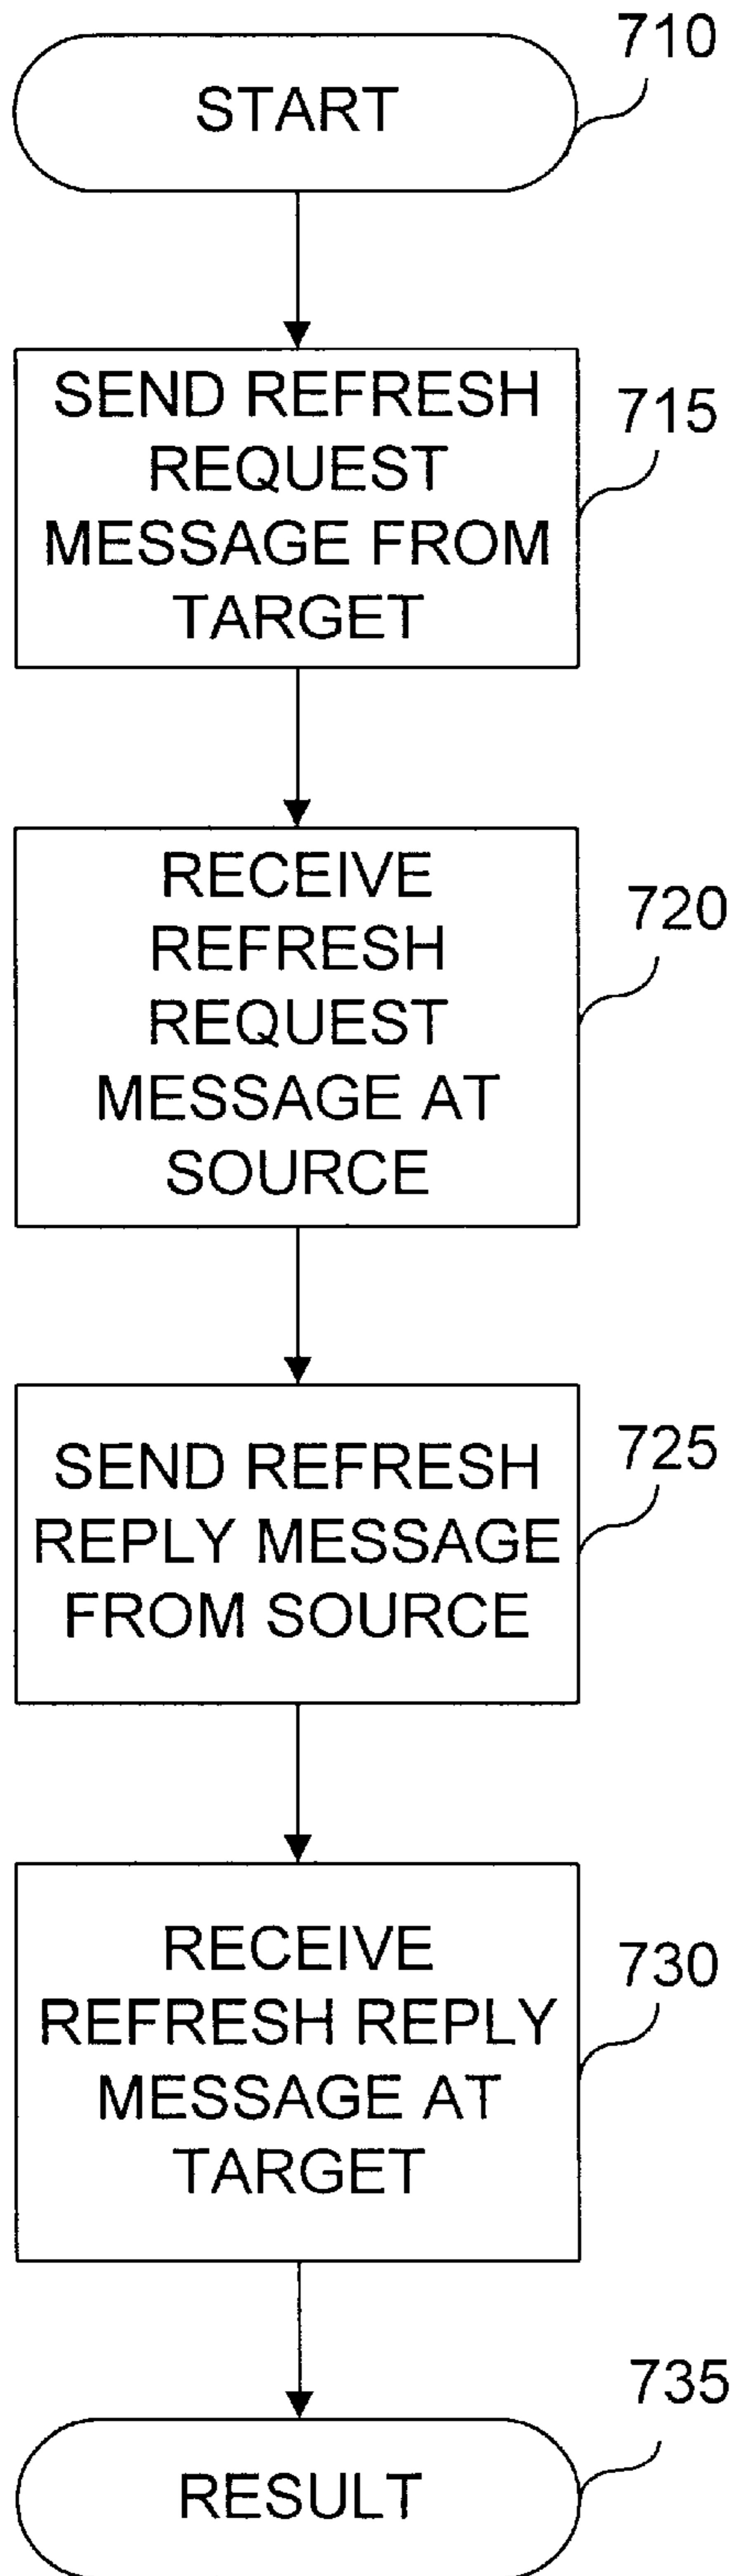 710
START
715
SEND REFRESH
REQUEST
MESSAGE FROM
TARGET
720
RECEIVE
REFRESH
REQUEST
MESSAGE AT
SOURCE
725
SEND REFRESH
REPLY MESSAGE
FROM SOURCE
730
RECEIVE
REFRESH REPLY
MESSAGE AT
TARGET
735
RESULT